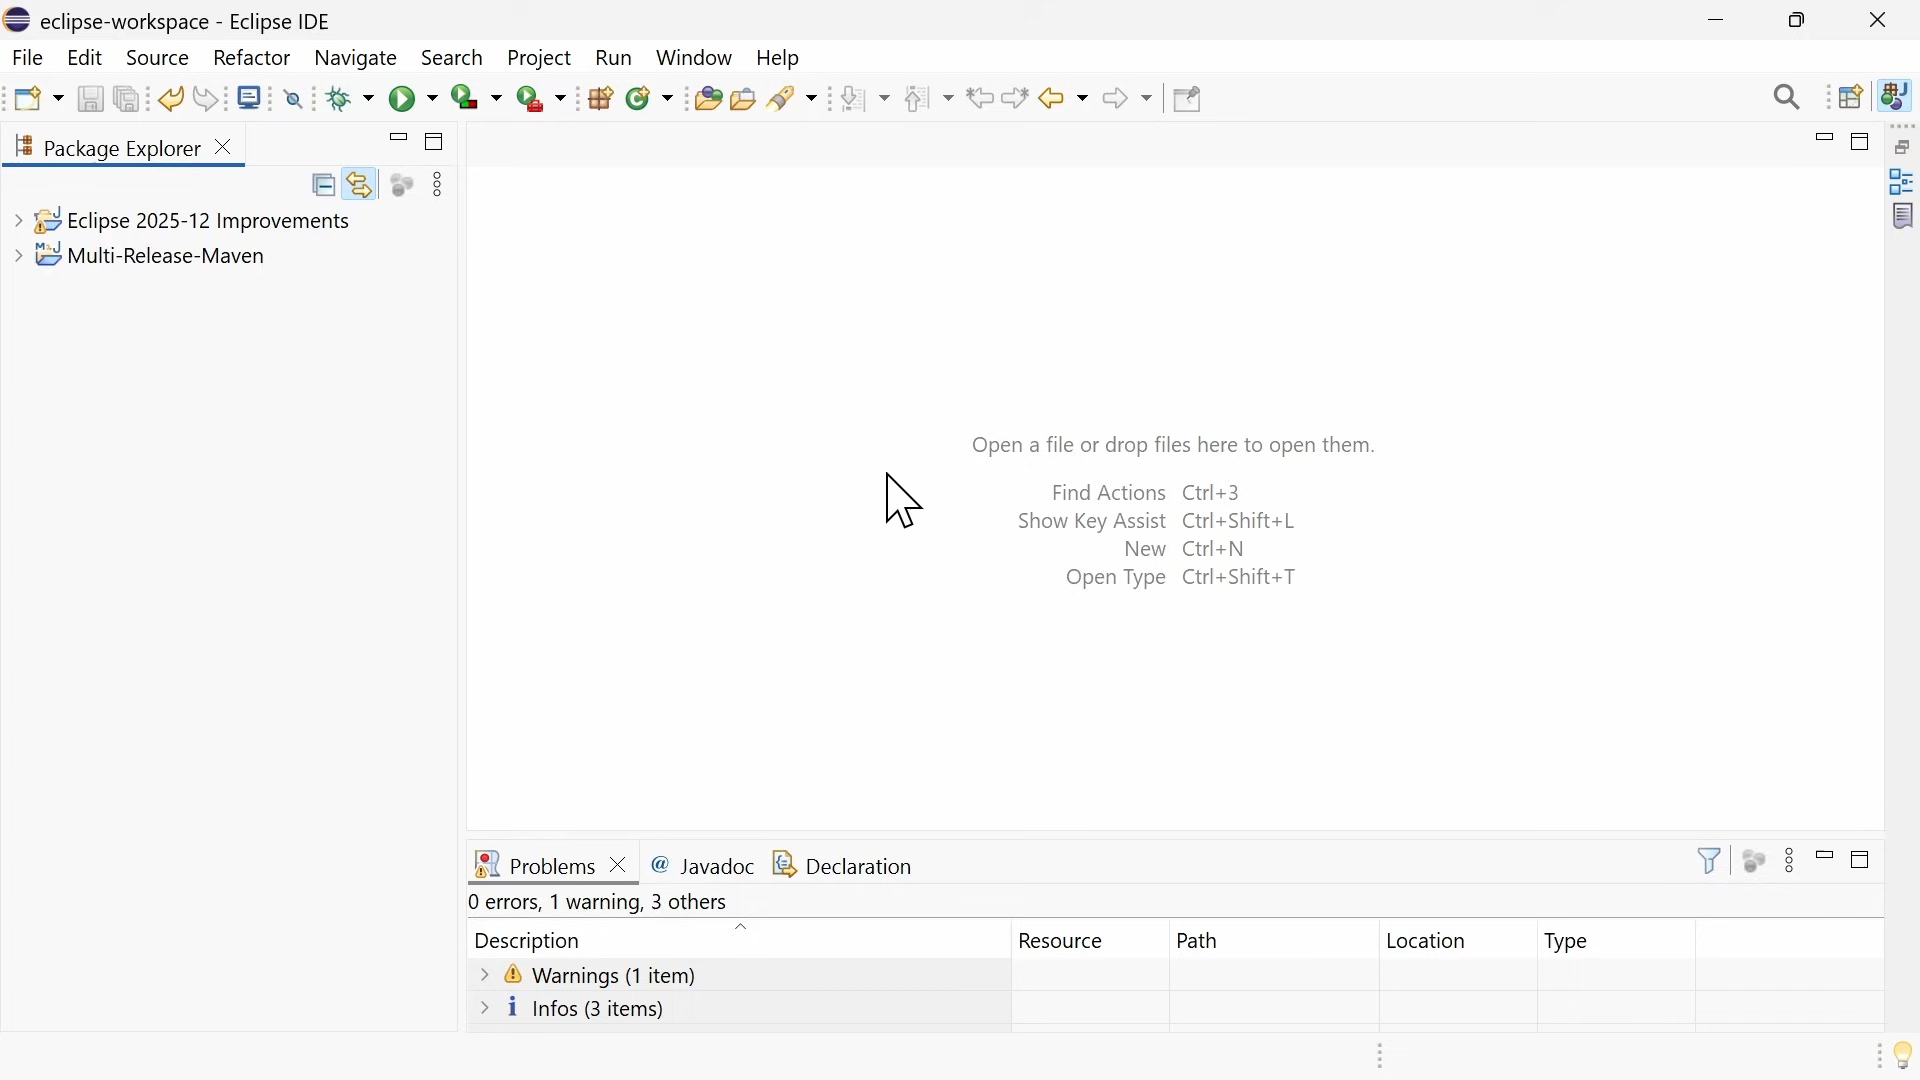 eclipse-workspace - Eclipse IDE
File Edit Source Refactor Navigate Search Project Run Window Help
Package Explorer
Eclipse 2025-12 Improvements
Multi-Release-Maven
Open a file or drop files here to open them.
Find Actions Ctrl+3
Show Key Assist Ctrl+Shift+L
New Ctrl+N
Open Type Ctrl+Shift+T
Problems @ Javadoc Declaration
0 errors, 1 warning, 3 others
Description Resource Path Location Type
Warnings (1 item)
Infos (3 items)